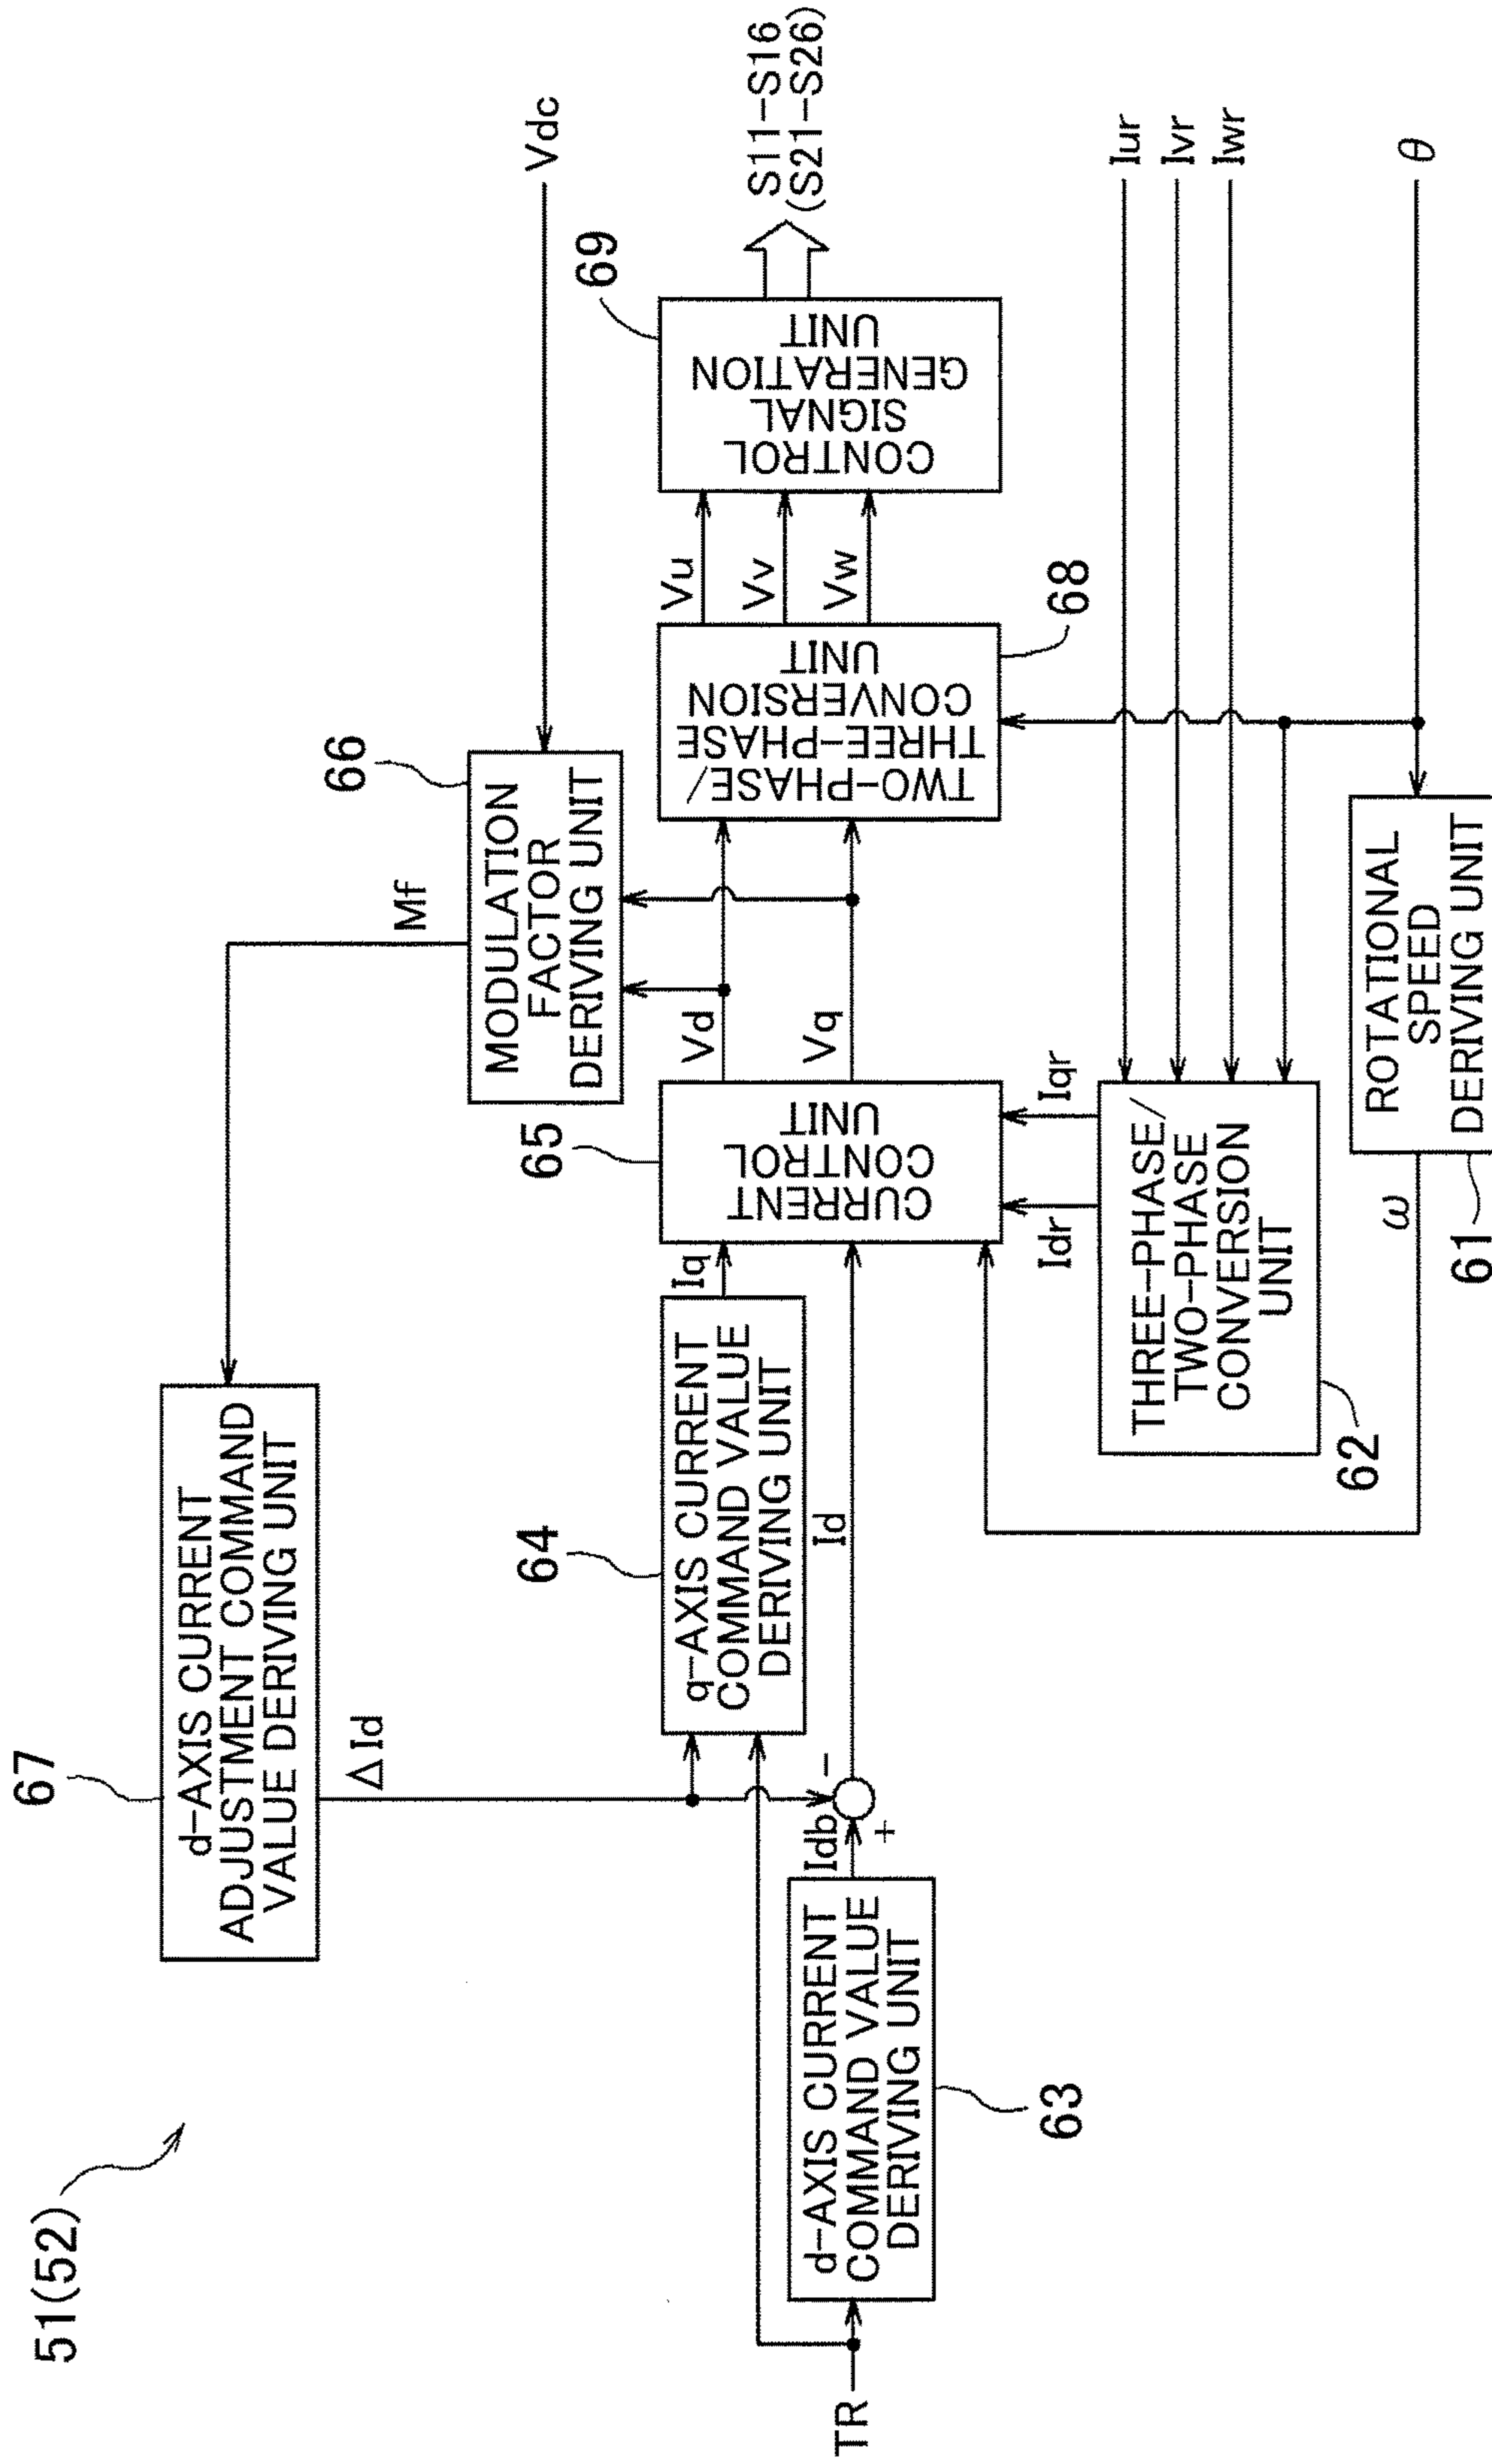 51(52)
67
d-AXIS CURRENT
ADJUSTMENT COMMAND
VALUE DERIVING UNIT
ΔId
Mf
66
MODULATION
FACTOR
DERIVING UNIT
Vdc
TR
63
d-AXIS CURRENT
COMMAND VALUE
DERIVING UNIT
Idb
+
-
64
q-AXIS CURRENT
COMMAND VALUE
DERIVING UNIT
Iq
Id
65
CURRENT
CONTROL
UNIT
Vd
Vq
TWO-PHASE/
THREE-PHASE
CONVERSION
UNIT
68
Vu
Vv
Vw
69
CONTROL
SIGNAL
GENERATION
UNIT
S11-S16
(S21-S26)
Idr
Iqr
62
THREE-PHASE/
TWO-PHASE
CONVERSION
UNIT
Iur
Ivr
Iwr
ω
61
ROTATIONAL
SPEED
DERIVING UNIT
θ